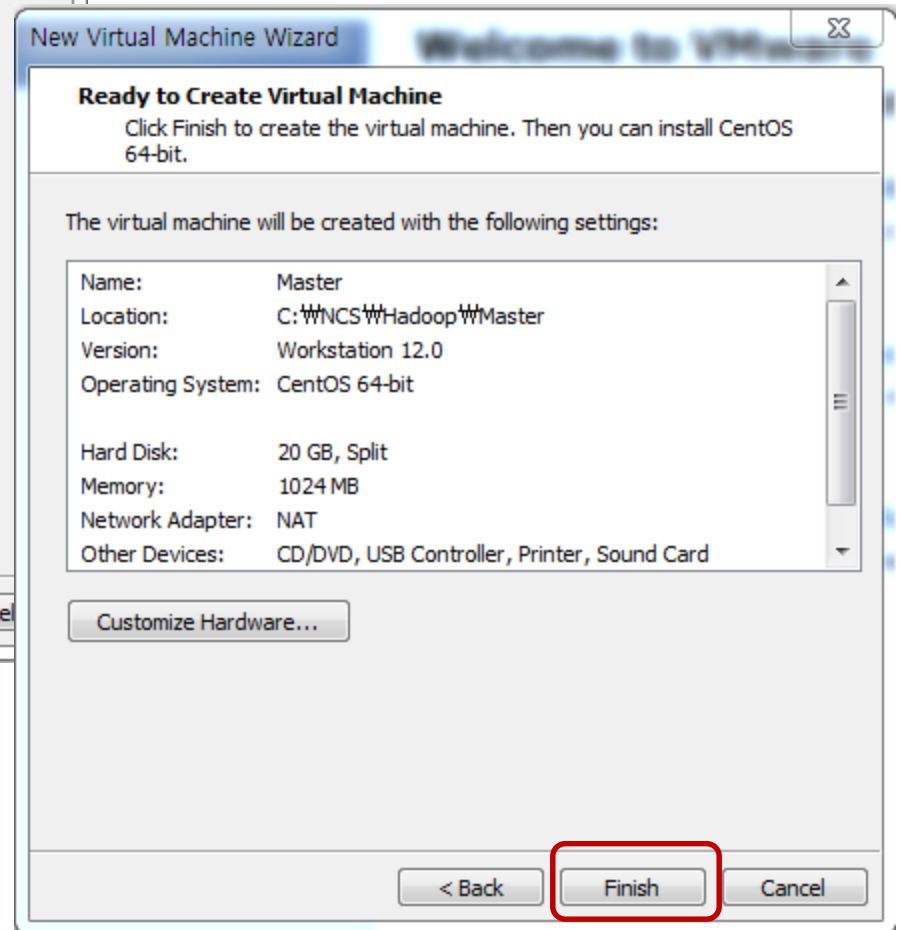 New Virtual Machine Wizard
Welcome to VMware
Ready to Create Virtual Machine
Click Finish to create the virtual machine. Then you can install CentOS
64-bit.
The virtual machine will be created with the following settings:
Name: Master
Location: C:₩NCS₩Hadoop₩Master
Version: Workstation 12.0
Operating System: CentOS 64-bit
Hard Disk: 20 GB, Split
Memory: 1024 MB
Network Adapter: NAT
Other Devices: CD/DVD, USB Controller, Printer, Sound Card
Customize Hardware...
< Back Finish Cancel